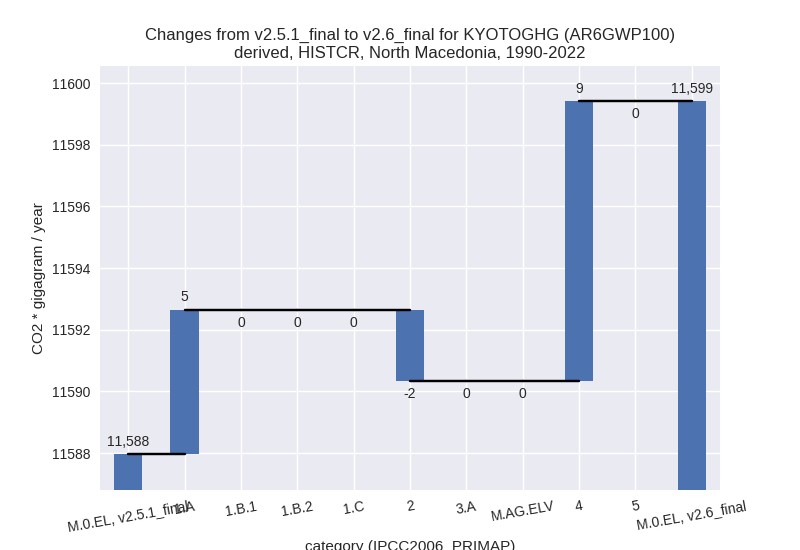 Changes from v2.5.1_final to v2.6_final for KYOTOGHG (AR6GWP100)
derived, HISTCR, North Macedonia, 1990-2022
CO2 * gigagram / year
11600
11598
11596
11594
11592
11590
11588
11,588
5
0
0
0
-2
0
0
9
0
11,599
M.0.EL, v2.5.1_final
1.A
1.B.1
1.B.2
1.C
2
3.A
M.AG.ELV
4
5
M.0.EL, v2.6_final
category (IPCC2006_PRIMAP)